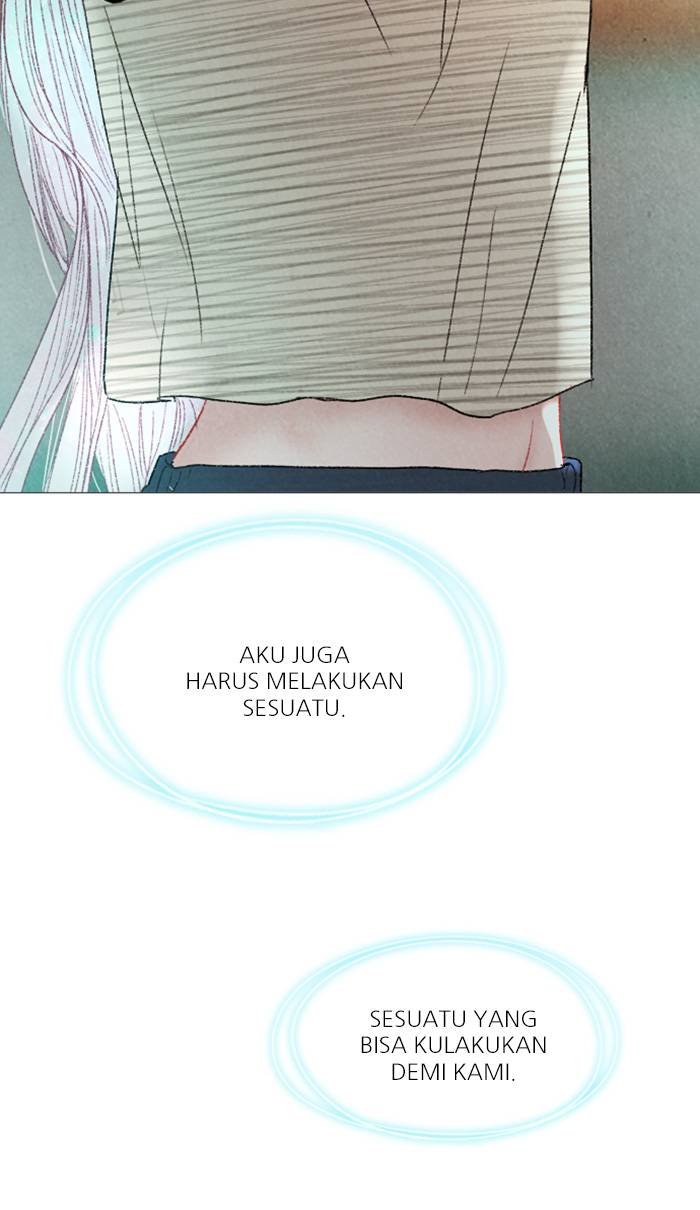 AKU JUGA
HARUS MELAKUKAN
SESUATU.
SESUATU YANG
BISA KULAKUKAN
DEMI KAMI.